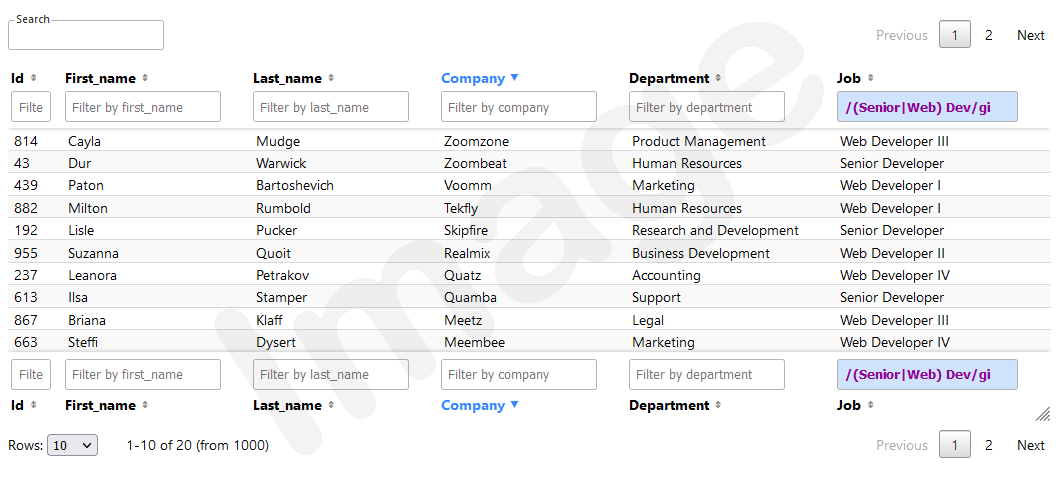 Search
Previous 1 2 Next
Id First_name Last_name Company Department Job
Filte Filter by first_name Filter by last_name Filter by company Filter by department /(Senior|Web) Dev/gi
814 Cayla Mudge Zoomzone Product Management Web Developer III
43 Dur Warwick Zoombeat Human Resources Senior Developer
439 Paton Bartoshevich Voomm Marketing Web Developer I
882 Milton Rumbold Tekfly Human Resources Web Developer I
192 Lisle Pucker Skipfire Research and Development Senior Developer
955 Suzanna Quoit Realmix Business Development Web Developer II
237 Leanora Petrakov Quatz Accounting Web Developer IV
613 Ilsa Stamper Quamba Support Senior Developer
867 Briana Klaff Meetz Legal Web Developer III
663 Steffi Dysert Meembee Marketing Web Developer IV
Filte Filter by first_name Filter by last_name Filter by company Filter by department /(Senior|Web) Dev/gi
Id First_name Last_name Company Department Job
Rows: 10 1-10 of 20 (from 1000) Previous 1 2 Next
Image